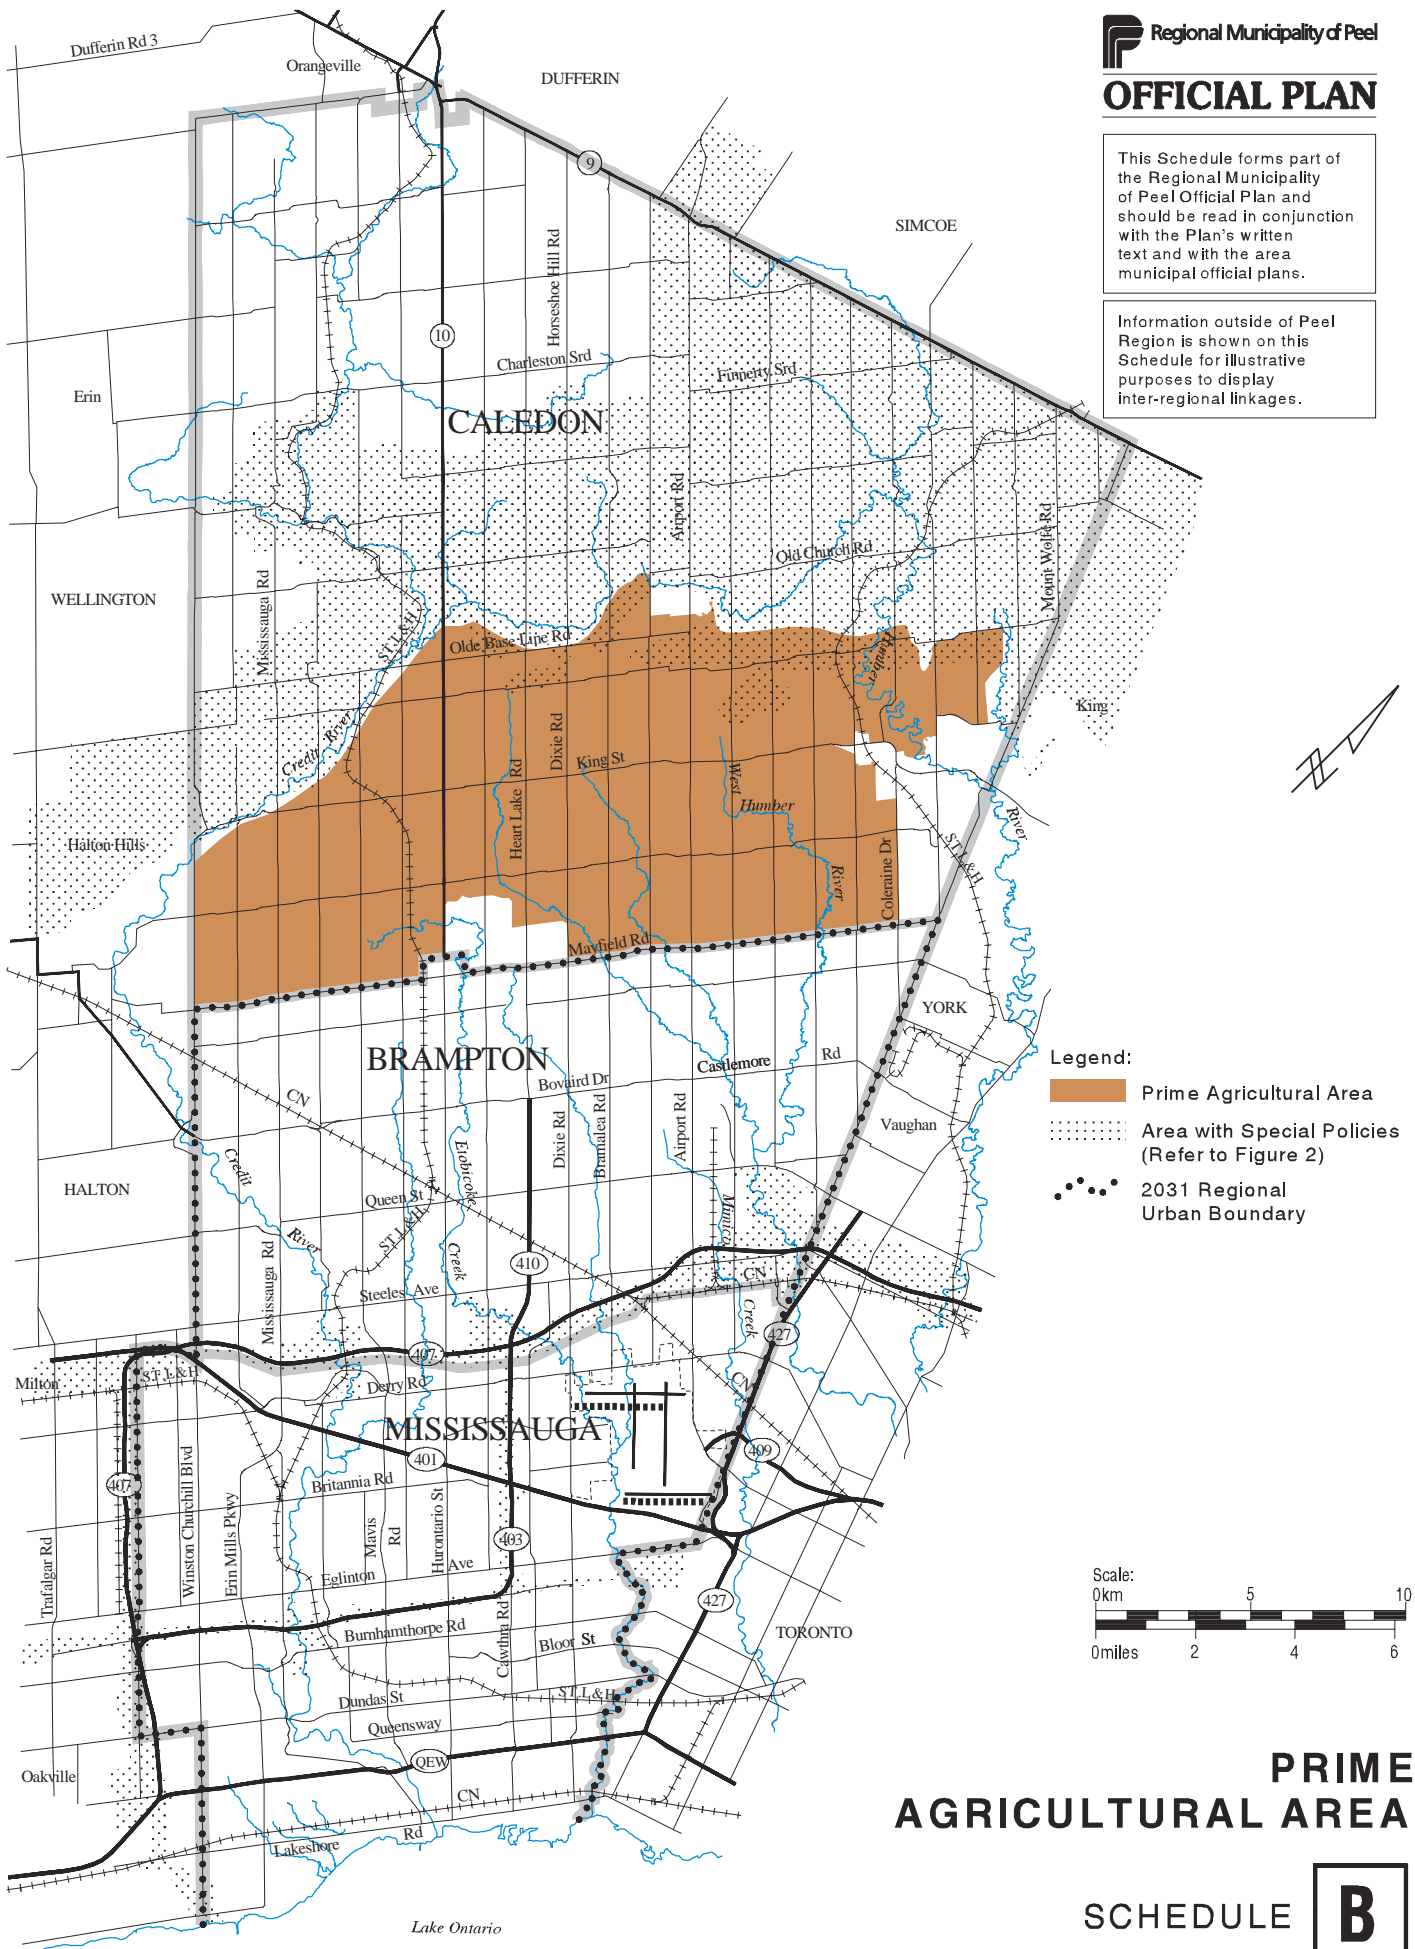 Regional Municipality of Peel
OFFICIAL PLAN
This Schedule forms part of
the Regional Municipality
of Peel Official Plan and
should be read in conjunction
with the Plan's written
text and with the area
municipal official plans.
Information outside of Peel
Region is shown on this
Schedule for illustrative
purposes to display
inter-regional linkages.
Dufferin Rd 3
Orangeville
DUFFERIN
9
SIMCOE
Horseshoe Hill Rd
10
Charleston Srd
Finnerty Srd
Erin
CALEDON
Airport Rd
Mount Wolfe Rd
Old Church Rd
WELLINGTON
Mississauga Rd
ST.L&H
Olde Base Line Rd
Humber
King
Credit River
Dixie Rd
King St
Heart Lake Rd
West
Humber
River
River
Halton Hills
ST.L&H
Coleraine Dr
Mayfield Rd
YORK
BRAMPTON
Castlemore Rd
Bovaird Dr
CN
Dixie Rd
Bramalea Rd
Airport Rd
Vaughan
Etobicoke
Creek
Credit
River
HALTON
Queen St
ST.L&H
Mimico
Creek
Mississauga Rd
410
Steeles Ave
CN
427
407
Milton
ST.L&H
Derry Rd
CN
MISSISSAUGA
401
409
407
Britannia Rd
Winston Churchill Blvd
Erin Mills Pkwy
Mavis
Rd
Hurontario St
403
Trafalgar Rd
Eglinton
Ave
427
Cawthra Rd
Burnhamthorpe Rd
Bloor St
TORONTO
Dundas St
ST.L&H
Queensway
QEW
Oakville
CN
Lakeshore
Rd
Lake Ontario
Legend:
Prime Agricultural Area
Area with Special Policies
(Refer to Figure 2)
2031 Regional
Urban Boundary
Scale:
0km 5 10
0miles 2 4 6
PRIME
AGRICULTURAL AREA
SCHEDULE B